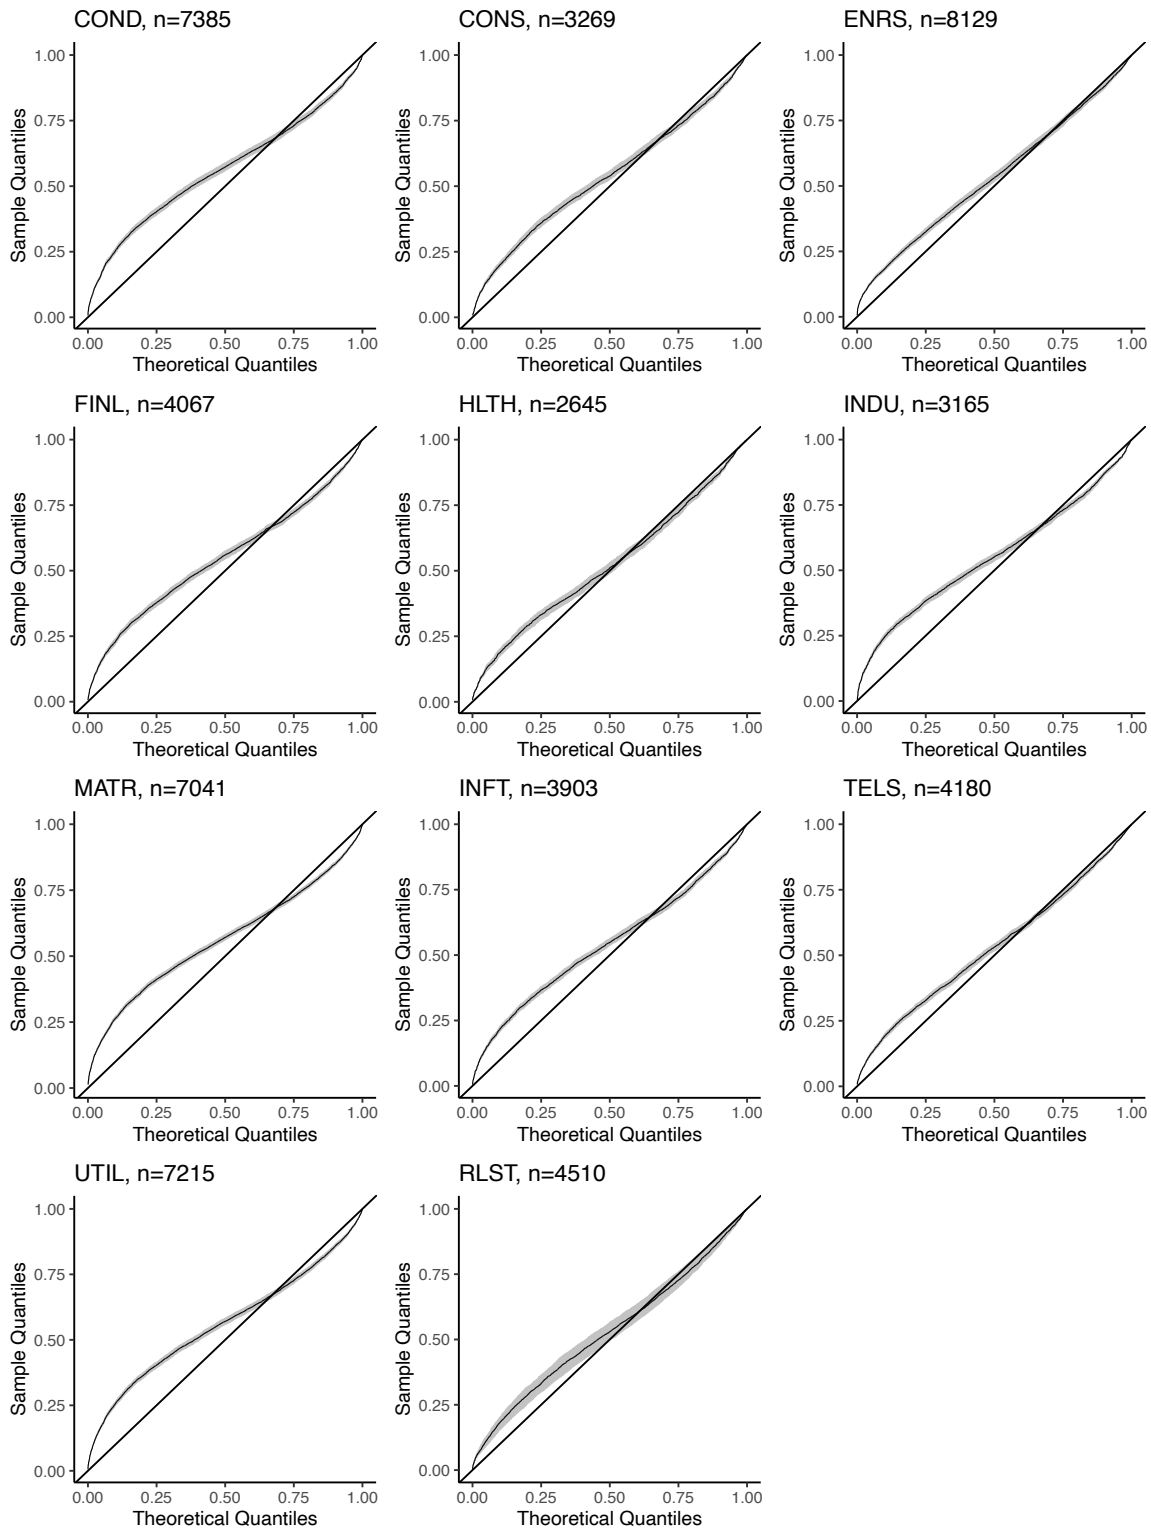 COND, n=7385
1.00
0.75
0.50
0.25
0.00
Sample Quantiles
0.00 0.25 0.50 0.75 1.00
Theoretical Quantiles
CONS, n=3269
1.00
0.75
0.50
0.25
0.00
Sample Quantiles
0.00 0.25 0.50 0.75 1.00
Theoretical Quantiles
ENRS, n=8129
1.00
0.75
0.50
0.25
0.00
Sample Quantiles
0.00 0.25 0.50 0.75 1.00
Theoretical Quantiles
FINL, n=4067
1.00
0.75
0.50
0.25
0.00
Sample Quantiles
0.00 0.25 0.50 0.75 1.00
Theoretical Quantiles
HLTH, n=2645
1.00
0.75
0.50
0.25
0.00
Sample Quantiles
0.00 0.25 0.50 0.75 1.00
Theoretical Quantiles
INDU, n=3165
1.00
0.75
0.50
0.25
0.00
Sample Quantiles
0.00 0.25 0.50 0.75 1.00
Theoretical Quantiles
MATR, n=7041
1.00
0.75
0.50
0.25
0.00
Sample Quantiles
0.00 0.25 0.50 0.75 1.00
Theoretical Quantiles
INFT, n=3903
1.00
0.75
0.50
0.25
0.00
Sample Quantiles
0.00 0.25 0.50 0.75 1.00
Theoretical Quantiles
TELS, n=4180
1.00
0.75
0.50
0.25
0.00
Sample Quantiles
0.00 0.25 0.50 0.75 1.00
Theoretical Quantiles
UTIL, n=7215
1.00
0.75
0.50
0.25
0.00
Sample Quantiles
0.00 0.25 0.50 0.75 1.00
Theoretical Quantiles
RLST, n=4510
1.00
0.75
0.50
0.25
0.00
Sample Quantiles
0.00 0.25 0.50 0.75 1.00
Theoretical Quantiles